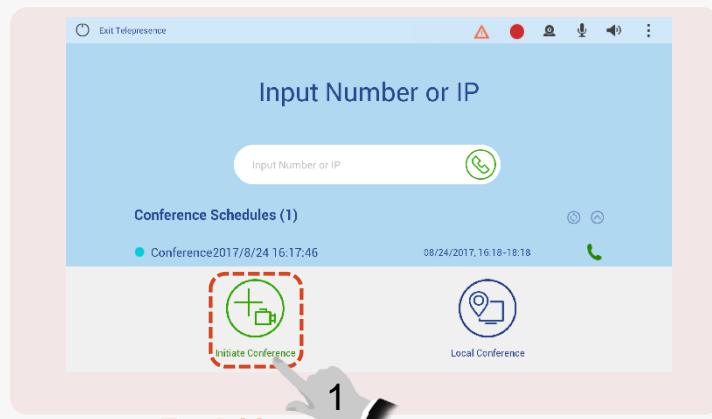 Exit Telepresence
Input Number or IP
Input Number or IP
Conference Schedules (1)
Conference2017/8/24 16:17:46 08/24/2017, 16:18-18:18
Initiate Conference Local Conference
1